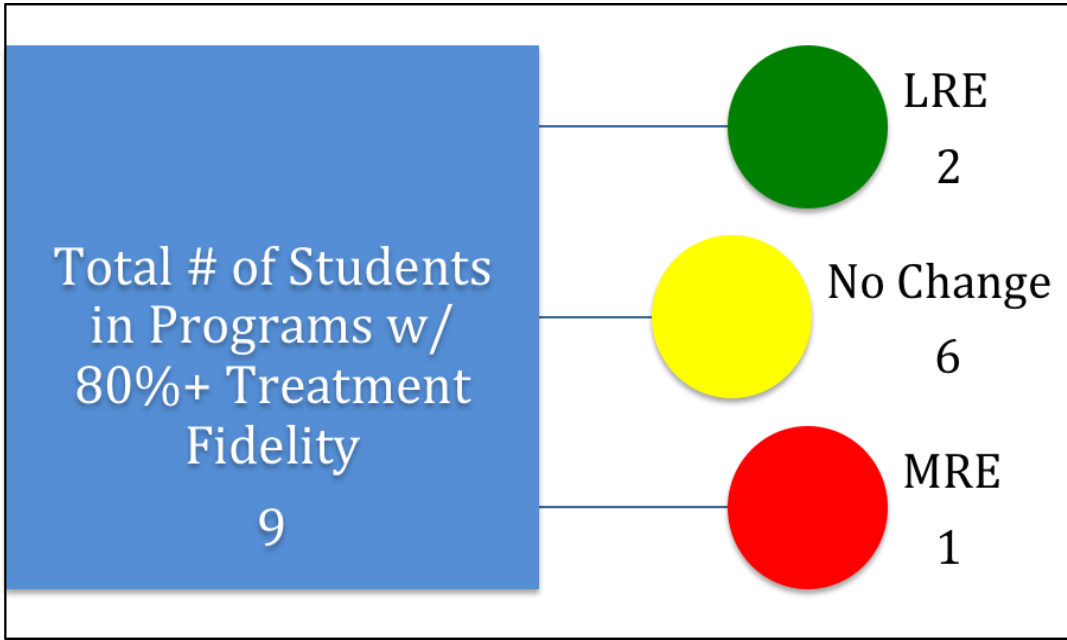 Total # of Students
in Programs w/
80%+ Treatment
Fidelity
9
LRE
2
No Change
6
MRE
1